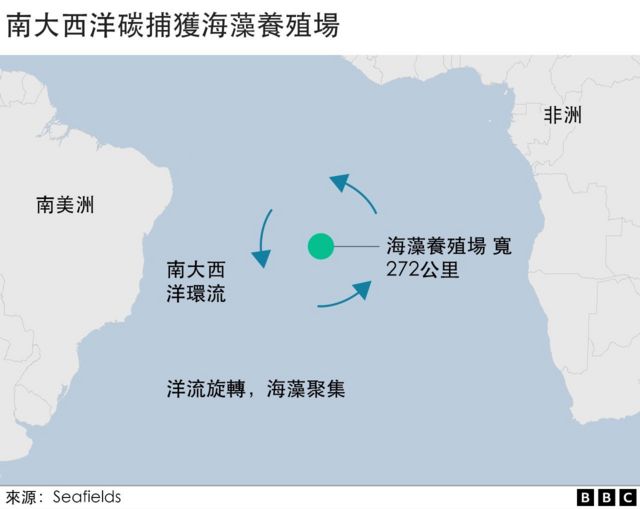 南大西洋碳捕獲海藻養殖場
非洲
南美洲
海藻養殖場 寬
272公里
南大西
洋環流
洋流旋轉，海藻聚集
來源：Seafields
BBC